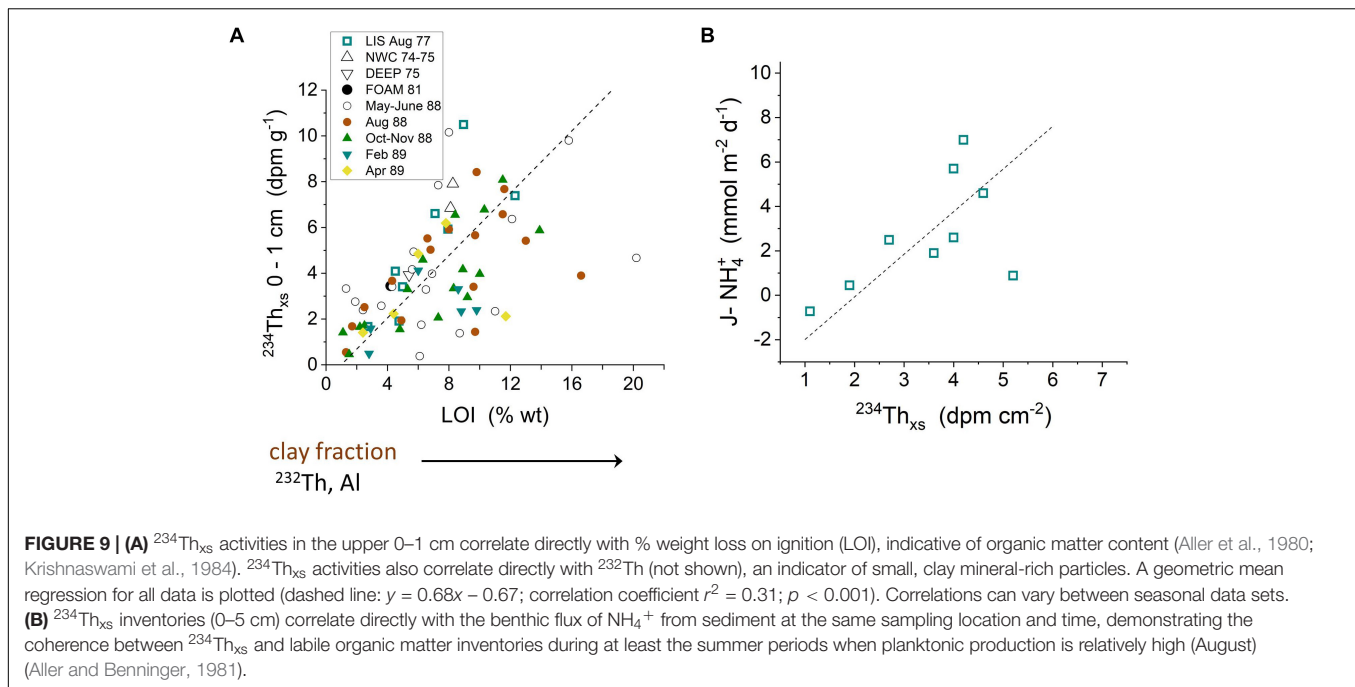 A
LIS Aug 77
NWC 74-75
DEEP 75
FOAM 81
May-June 88
Aug 88
Oct-Nov 88
Feb 89
Apr 89
12
10
8
6
4
2
0
²³⁴Thxs 0 - 1 cm (dpm g⁻¹)
0 4 8 12 16 20
LOI (% wt)
clay fraction
²³²Th, Al
B
10
8
6
4
2
0
-2
J- NH₄⁺ (mmol m⁻² d⁻¹)
1 2 3 4 5 6 7
²³⁴Thxs (dpm cm⁻²)
FIGURE 9 | (A) ²³⁴Thxs activities in the upper 0–1 cm correlate directly with % weight loss on ignition (LOI), indicative of organic matter content (Aller et al., 1980;
Krishnaswami et al., 1984). ²³⁴Thxs activities also correlate directly with ²³²Th (not shown), an indicator of small, clay mineral-rich particles. A geometric mean
regression for all data is plotted (dashed line: y = 0.68x – 0.67; correlation coefficient r² = 0.31; p < 0.001). Correlations can vary between seasonal data sets.
(B) ²³⁴Thxs inventories (0–5 cm) correlate directly with the benthic flux of NH₄⁺ from sediment at the same sampling location and time, demonstrating the
coherence between ²³⁴Thxs and labile organic matter inventories during at least the summer periods when planktonic production is relatively high (August)
(Aller and Benninger, 1981).